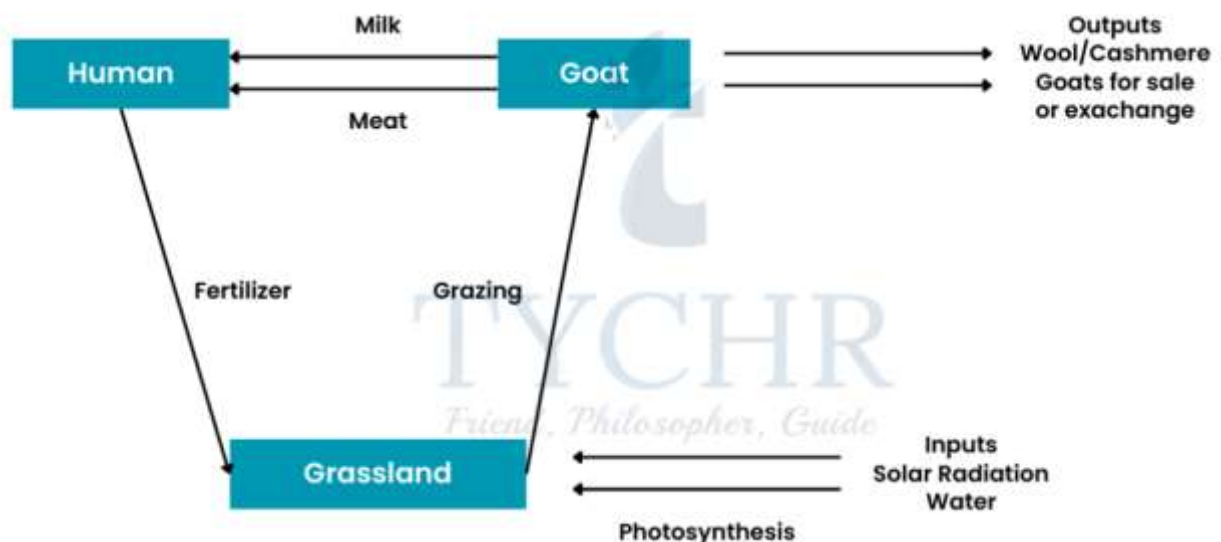 Milk
Human
Goat
Meat
Outputs
Wool/Cashmere
Goats for sale
or exachange
Fertilizer
Grazing
TYCHR
Friend, Philosopher, Guide
Grassland
Inputs
Solar Radiation
Water
Photosynthesis